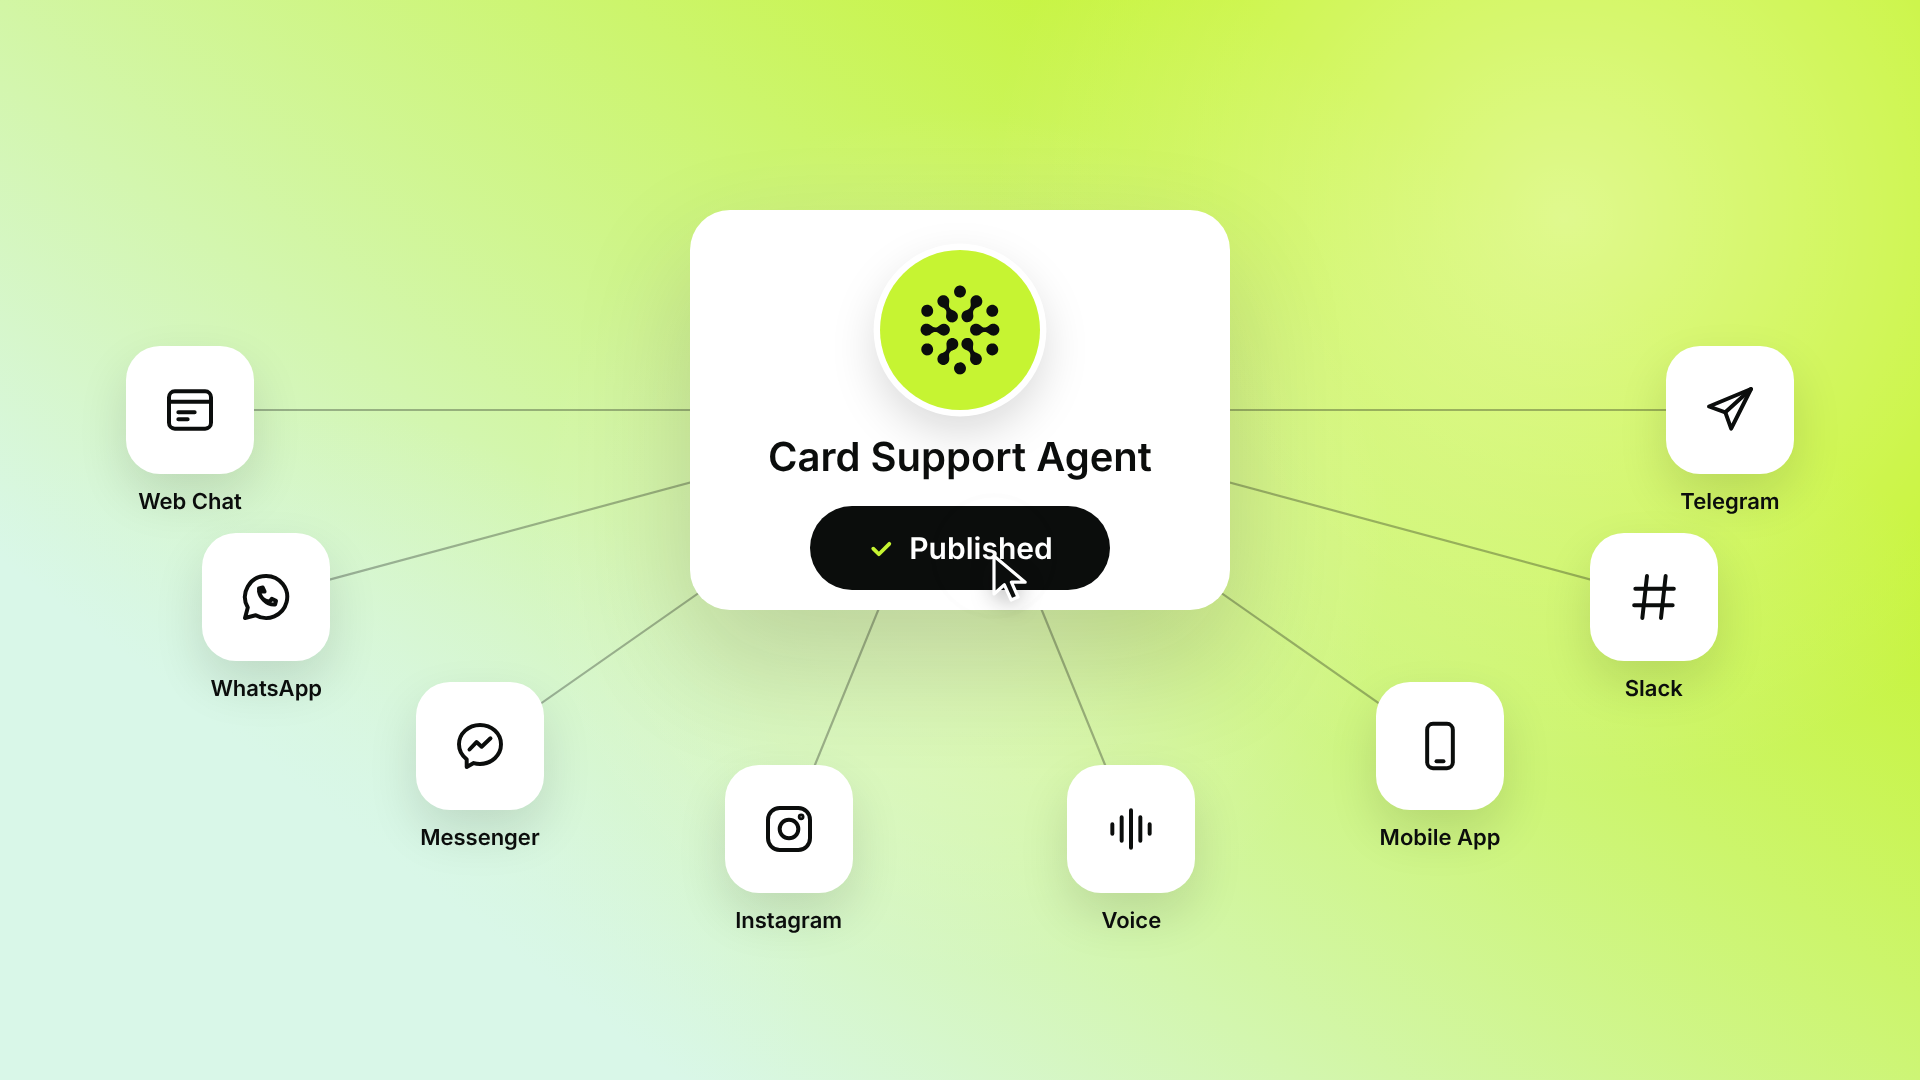 Card Support Agent
Published
Web Chat
Telegram
WhatsApp
Slack
Messenger
Mobile App
Instagram
Voice